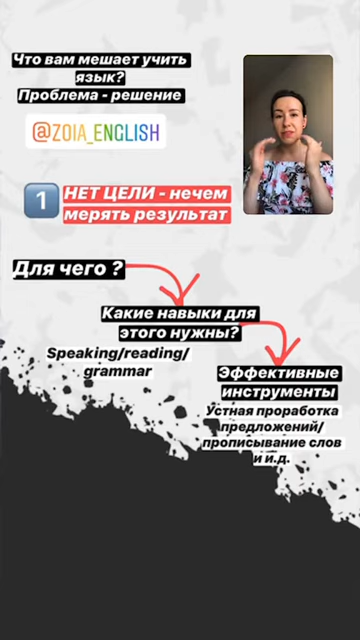 Что вам мешает учить
язык?
Проблема - решение
@ZOIA_ENGLISH
1 НЕТ ЦЕЛИ - нечем
мерять результат
Для чего ?
Какие навыки для
этого нужны?
Speaking/reading/
grammar
Эффективные
инструменты
Устная проработка
предложений/
прописывание слов
и и.д.